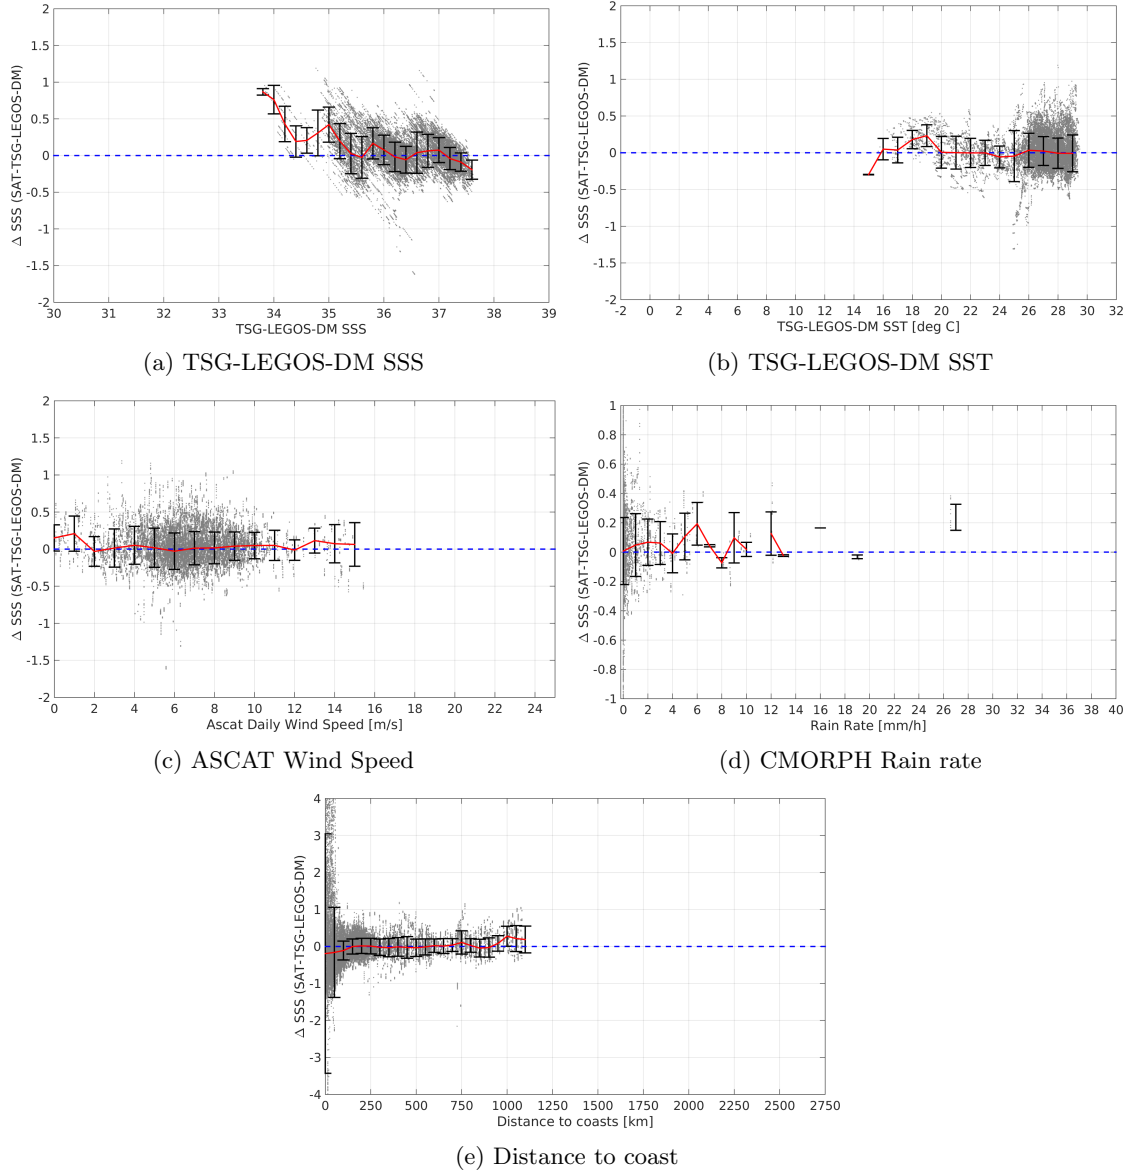 2
1.5
1
0.5
0
-0.5
-1
-1.5
-2
Δ SSS (SAT-TSG-LEGOS-DM)
30 31 32 33 34 35 36 37 38 39
TSG-LEGOS-DM SSS
(a) TSG-LEGOS-DM SSS
2
1.5
1
0.5
0
-0.5
-1
-1.5
-2
Δ SSS (SAT-TSG-LEGOS-DM)
-2 0 2 4 6 8 10 12 14 16 18 20 22 24 26 28 30 32
TSG-LEGOS-DM SST [deg C]
(b) TSG-LEGOS-DM SST
2
1.5
1
0.5
0
-0.5
-1
-1.5
-2
Δ SSS (SAT-TSG-LEGOS-DM)
0 2 4 6 8 10 12 14 16 18 20 22 24
Ascat Daily Wind Speed [m/s]
(c) ASCAT Wind Speed
1
0.8
0.6
0.4
0.2
0
-0.2
-0.4
-0.6
-0.8
-1
Δ SSS (SAT-TSG-LEGOS-DM)
0 2 4 6 8 10 12 14 16 18 20 22 24 26 28 30 32 34 36 38 40
Rain Rate [mm/h]
(d) CMORPH Rain rate
4
3
2
1
0
-1
-2
-3
-4
Δ SSS (SAT-TSG-LEGOS-DM)
0 250 500 750 1000 1250 1500 1750 2000 2250 2500 2750
Distance to coasts [km]
(e) Distance to coast